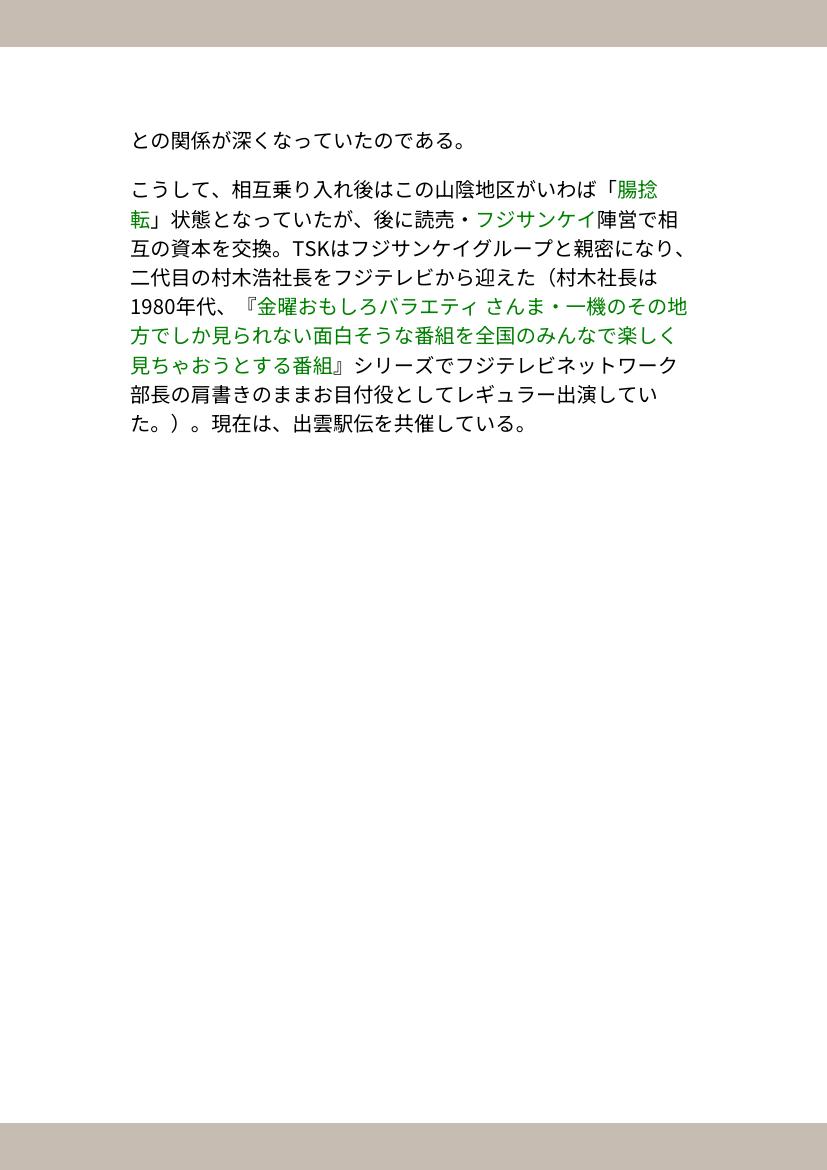 との関係が深くなっていたのである。
こうして、相互乗り入れ後はこの山陰地区がいわば「腸捻
転」状態となっていたが、後に読売・フジサンケイ陣営で相
互の資本を交換。TSKはフジサンケイグループと親密になり、
二代目の村木浩社長をフジテレビから迎えた（村木社長は
1980年代、『金曜おもしろバラエティ さんま・一機のその地
方でしか見られない面白そうな番組を全国のみんなで楽しく
見ちゃおうとする番組』シリーズでフジテレビネットワーク
部長の肩書きのままお目付役としてレギュラー出演してい
た。）。現在は、出雲駅伝を共催している。